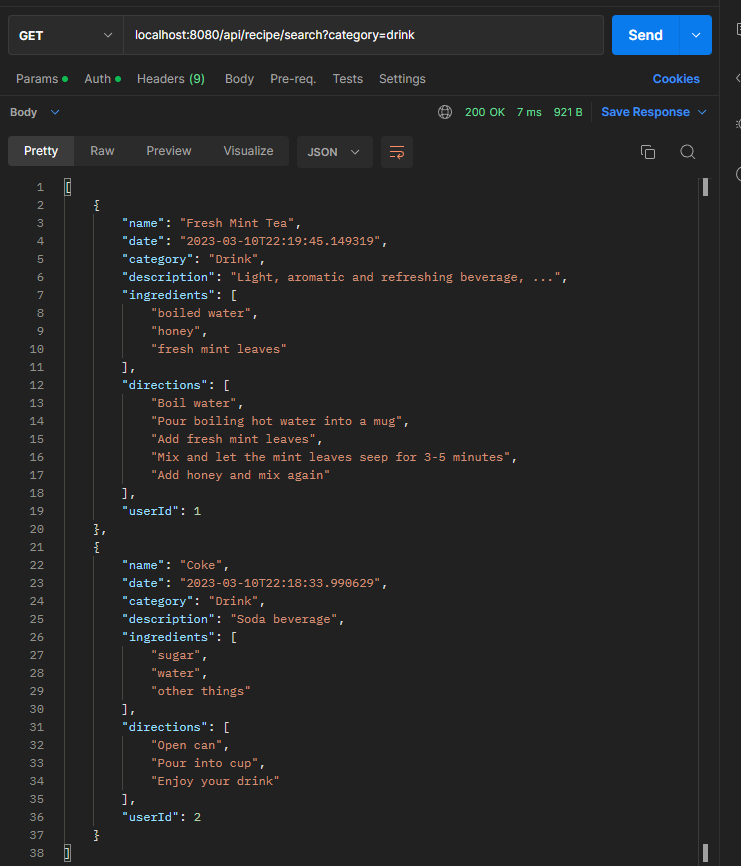 GET localhost:8080/api/recipe/search?category=drink Send
Params Auth Headers (9) Body Pre-req. Tests Settings Cookies
Body 200 OK 7 ms 921 B Save Response
Pretty Raw Preview Visualize JSON
1 [
2 {
3 "name": "Fresh Mint Tea",
4 "date": "2023-03-10T22:19:45.149319",
5 "category": "Drink",
6 "description": "Light, aromatic and refreshing beverage, ...",
7 "ingredients": [
8 "boiled water",
9 "honey",
10 "fresh mint leaves"
11 ],
12 "directions": [
13 "Boil water",
14 "Pour boiling hot water into a mug",
15 "Add fresh mint leaves",
16 "Mix and let the mint leaves seep for 3-5 minutes",
17 "Add honey and mix again"
18 ],
19 "userId": 1
20 },
21 {
22 "name": "Coke",
23 "date": "2023-03-10T22:18:33.990629",
24 "category": "Drink",
25 "description": "Soda beverage",
26 "ingredients": [
27 "sugar",
28 "water",
29 "other things"
30 ],
31 "directions": [
32 "Open can",
33 "Pour into cup",
34 "Enjoy your drink"
35 ],
36 "userId": 2
37 }
38 ]